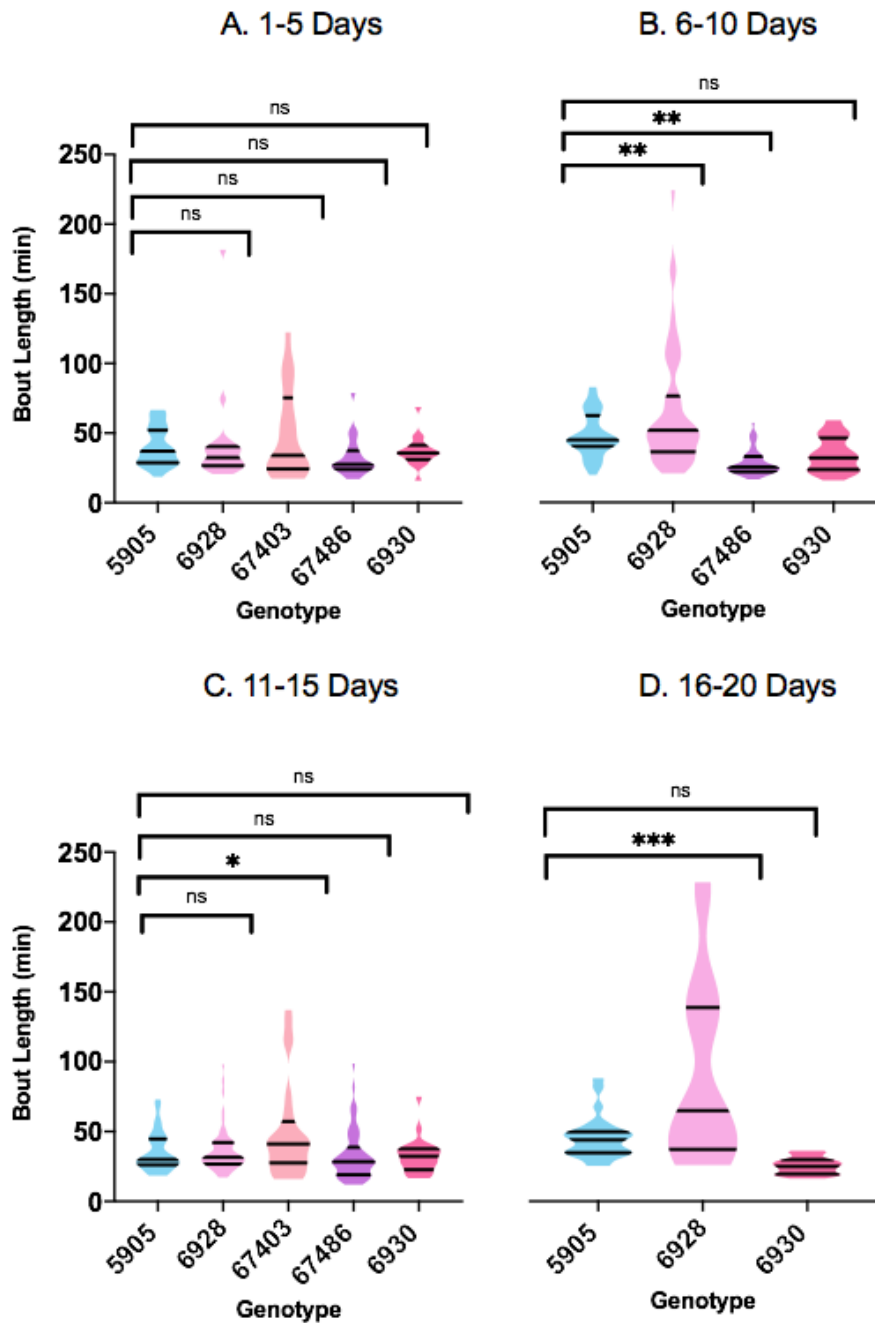 A. 1-5 Days
B. 6-10 Days
ns
ns
ns
ns
250
200
150
100
50
0
Bout Length (min)
5905
6928
67403
67486
6930
Genotype
ns
**
**
5905
6928
67486
6930
Genotype
C. 11-15 Days
D. 16-20 Days
ns
ns
*
ns
250
200
150
100
50
0
Bout Length (min)
5905
6928
67403
67486
6930
Genotype
ns
***
5905
6928
6930
Genotype